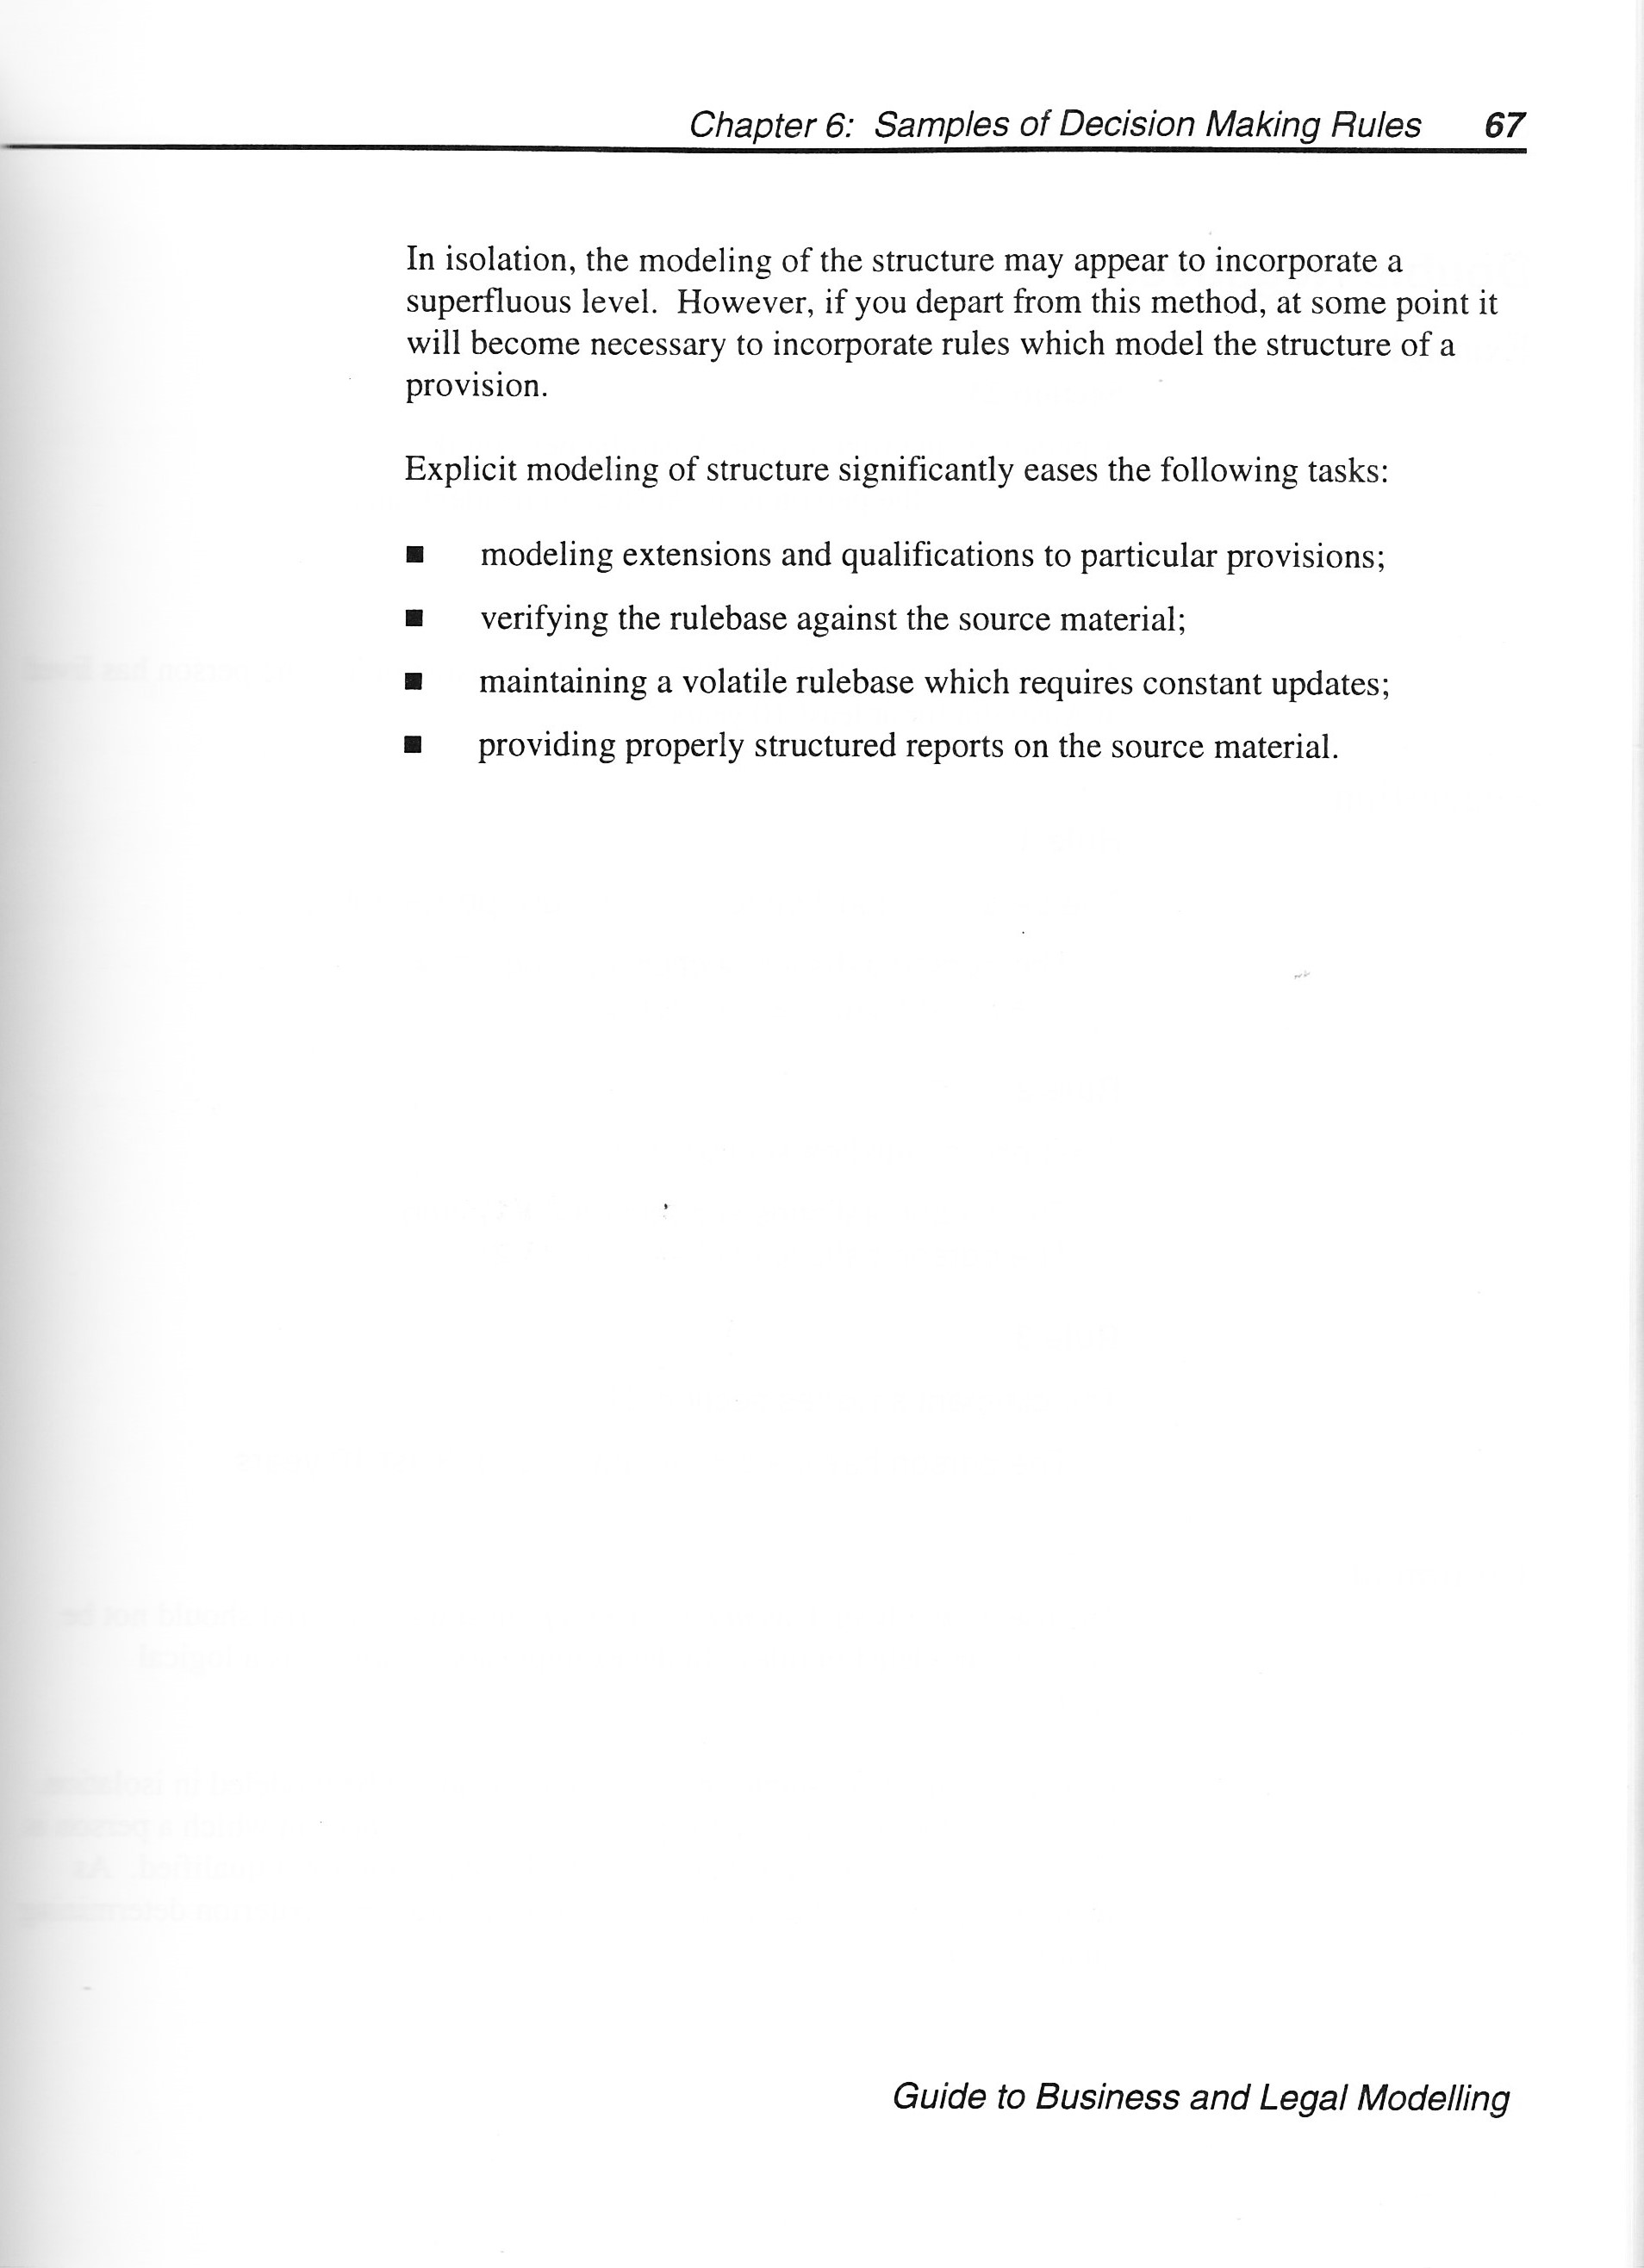 Chapter 6: Samples of Decision Making Rules 67
In isolation, the modeling of the structure may appear to incorporate a
superfluous level. However, if you depart from this method, at some point it
will become necessary to incorporate rules which model the structure of a
provision.
Explicit modeling of structure significantly eases the following tasks:
■ modeling extensions and qualifications to particular provisions;
■ verifying the rulebase against the source material;
■ maintaining a volatile rulebase which requires constant updates;
■ providing properly structured reports on the source material.
Guide to Business and Legal Modelling